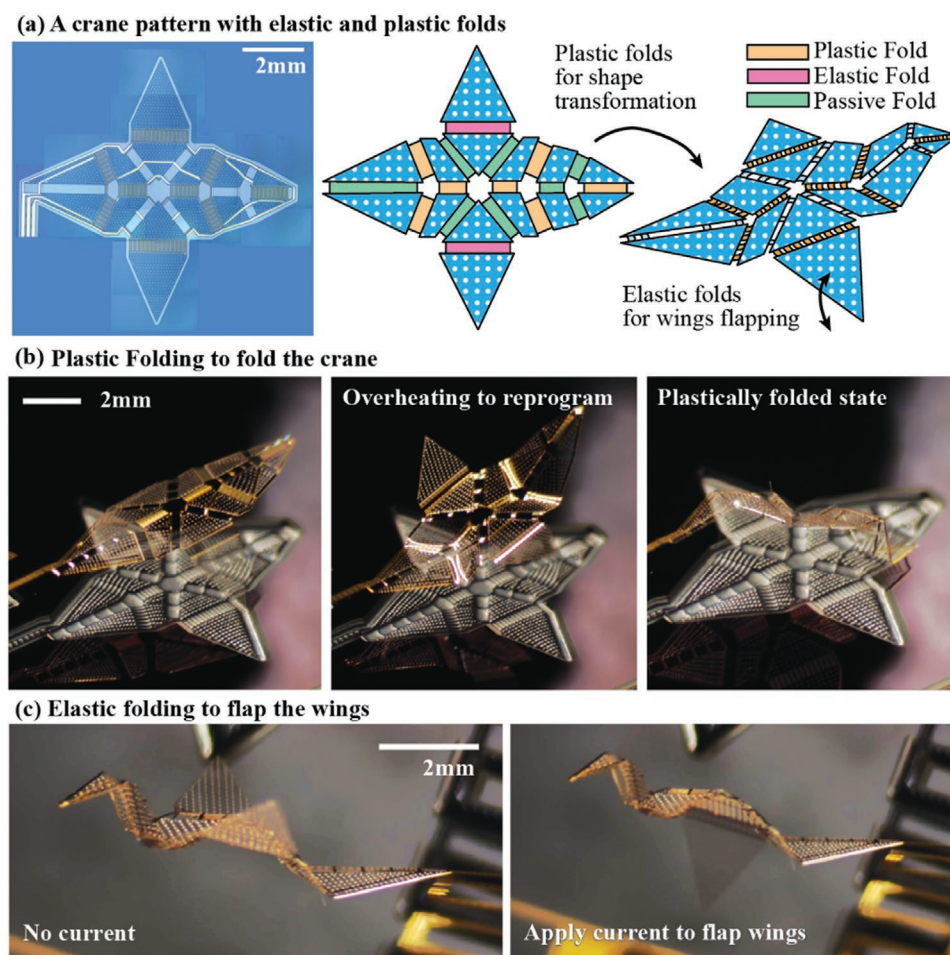 (a) A crane pattern with elastic and plastic folds
2mm
Plastic folds
for shape
transformation
Plastic Fold
Elastic Fold
Passive Fold
Elastic folds
for wings flapping
(b) Plastic Folding to fold the crane
2mm
Overheating to reprogram
Plastically folded state
(c) Elastic folding to flap the wings
2mm
No current
Apply current to flap wings